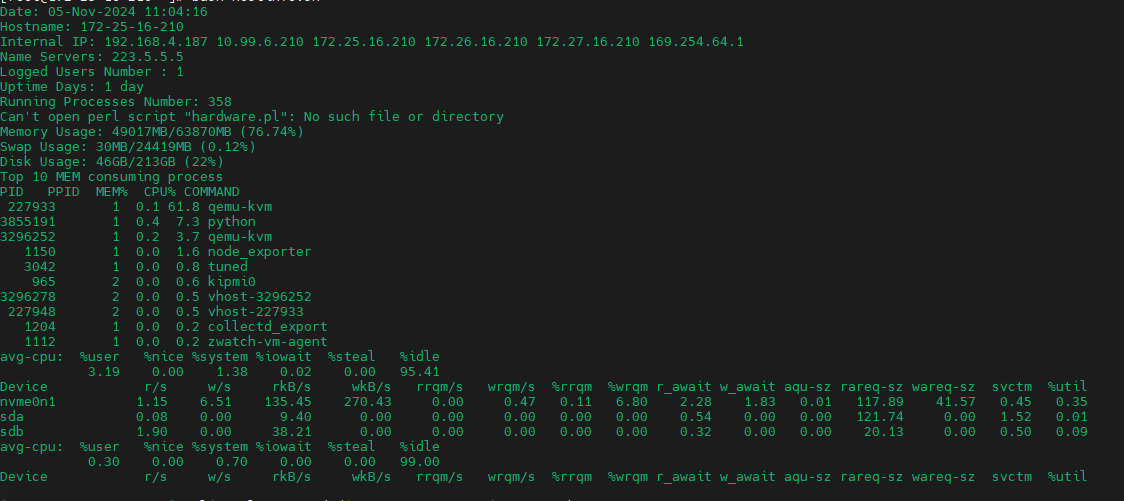 Date: 05-Nov-2024 11:04:16
Hostname: 172-25-16-210
Internal IP: 192.168.4.187 10.99.6.210 172.25.16.210 172.26.16.210 172.27.16.210 169.254.64.1
Name Servers: 223.5.5.5
Logged Users Number : 1
Uptime Days: 1 day
Running Processes Number: 358
Can't open perl script "hardware.pl": No such file or directory
Memory Usage: 49017MB/63870MB (76.74%)
Swap Usage: 30MB/24419MB (0.12%)
Disk Usage: 46GB/213GB (22%)
Top 10 MEM consuming process
PID PPID MEM% CPU% COMMAND
227933 1 0.1 61.8 qemu-kvm
3855191 1 0.4 7.3 python
3296252 1 0.2 3.7 qemu-kvm
1150 1 0.0 1.6 node_exporter
3042 1 0.0 0.8 tuned
965 2 0.0 0.6 kipmi0
3296278 2 0.0 0.5 vhost-3296252
227948 2 0.0 0.5 vhost-227933
1204 1 0.0 0.2 collectd_export
1112 1 0.0 0.2 zwatch-vm-agent
avg-cpu: %user %nice %system %iowait %steal %idle
3.19 0.00 1.38 0.02 0.00 95.41
Device r/s w/s rkB/s wkB/s rrqm/s wrqm/s %rrqm %wrqm r_await w_await aqu-sz rareq-sz wareq-sz svctm %util
nvme0n1 1.15 6.51 135.45 270.43 0.00 0.47 0.11 6.80 2.28 1.83 0.01 117.89 41.57 0.45 0.35
sda 0.08 0.00 9.40 0.00 0.00 0.00 0.00 0.00 0.54 0.00 0.00 121.74 0.00 1.52 0.01
sdb 1.90 0.00 38.21 0.00 0.00 0.00 0.00 0.00 0.32 0.00 0.00 20.13 0.00 0.50 0.09
avg-cpu: %user %nice %system %iowait %steal %idle
0.30 0.00 0.70 0.00 0.00 99.00
Device r/s w/s rkB/s wkB/s rrqm/s wrqm/s %rrqm %wrqm r_await w_await aqu-sz rareq-sz wareq-sz svctm %util